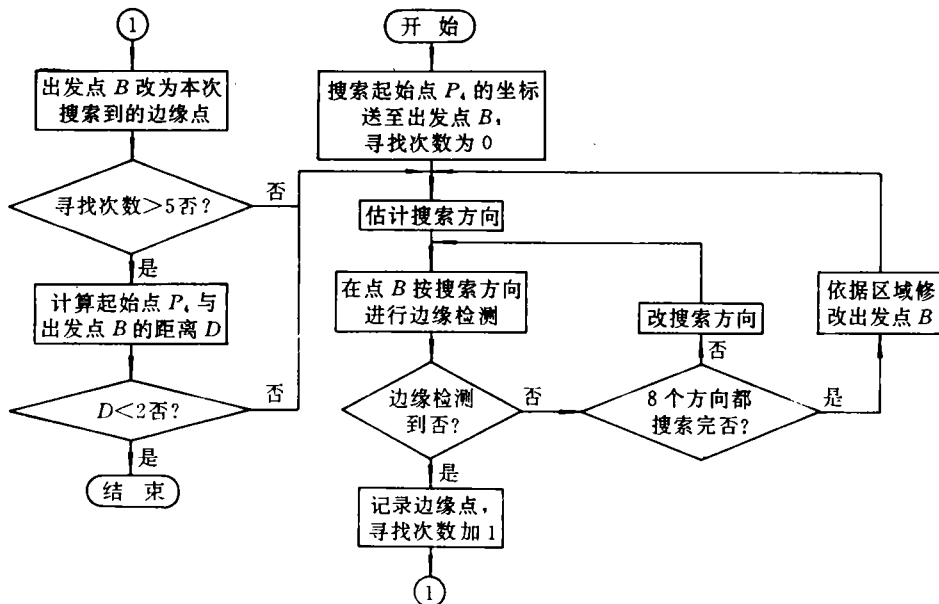 1
出发点 B 改为本次
搜索到的边缘点
寻找次数>5否?
否
是
计算起始点 P₄ 与
出发点 B 的距离 D
D<2否?
否
是
结 束
开 始
搜索起始点 P₄ 的坐标
送至出发点 B,
寻找次数为 0
估计搜索方向
在点 B 按搜索方向
进行边缘检测
边缘检测
到否?
否
是
记录边缘点,
寻找次数加 1
1
改搜索方向
否
8 个方向都
搜索完否?
是
依据区域修
改出发点 B